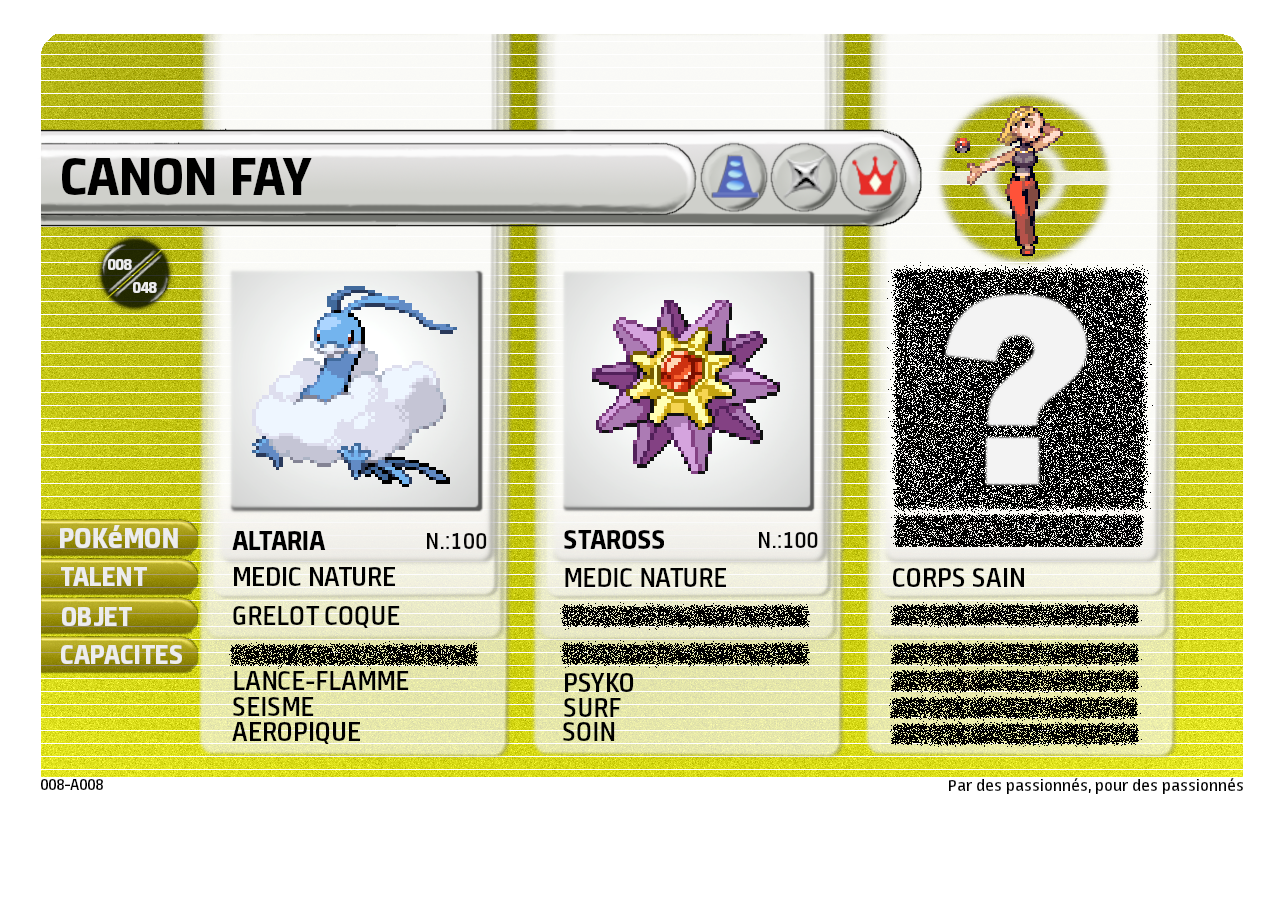 CANON FAY
008
048
?
POKéMON
ALTARIA
N.:100
STAROSS
N.:100
TALENT
MEDIC NATURE
MEDIC NATURE
CORPS SAIN
OBJET
GRELOT COQUE
CAPACITES
LANCE-FLAMME
PSYKO
SEISME
SURF
AEROPIQUE
SOIN
008-A008
Par des passionnés, pour des passionnés